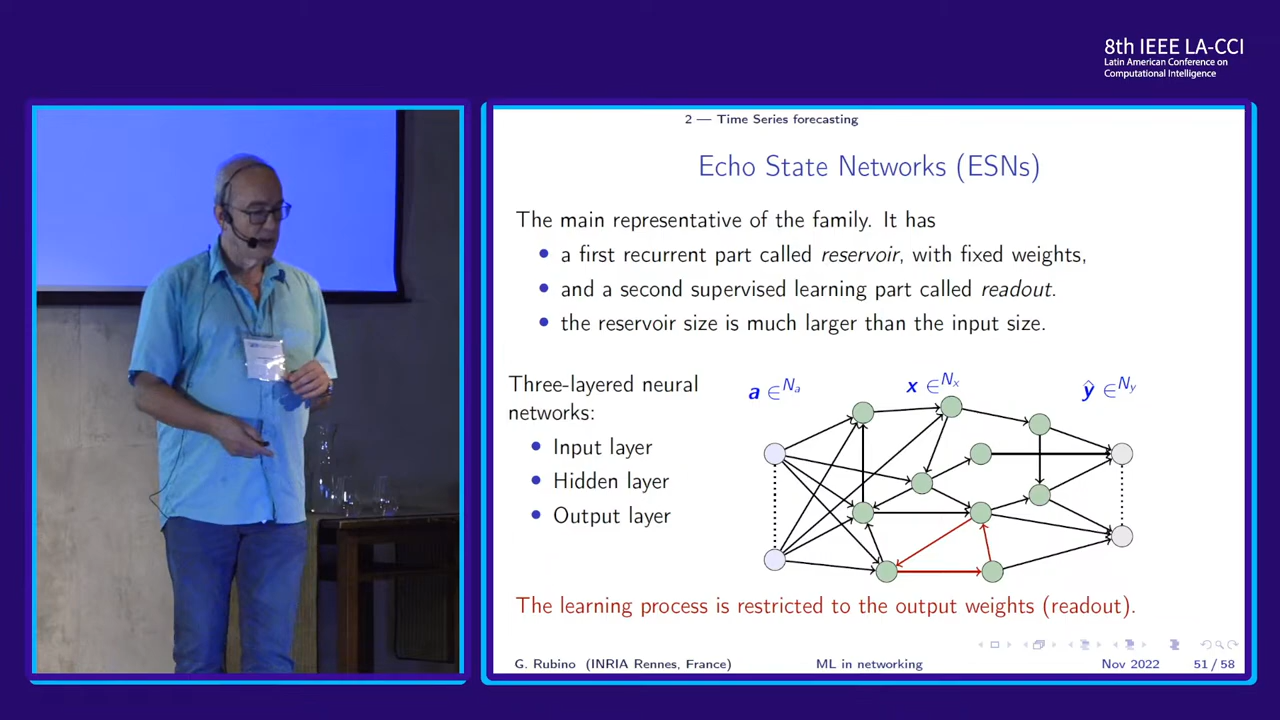 8th IEEE LA-CCI
Latin American Conference on
Computational Intelligence
2 — Time Series forecasting
Echo State Networks (ESNs)
The main representative of the family. It has
• a first recurrent part called reservoir, with fixed weights,
• and a second supervised learning part called readout.
• the reservoir size is much larger than the input size.
Three-layered neural
networks:
• Input layer
• Hidden layer
• Output layer
a ∈^{N_a}
x ∈^{N_x}
ŷ ∈^{N_y}
The learning process is restricted to the output weights (readout).
G. Rubino (INRIA Rennes, France)
ML in networking
Nov 2022
51 / 58